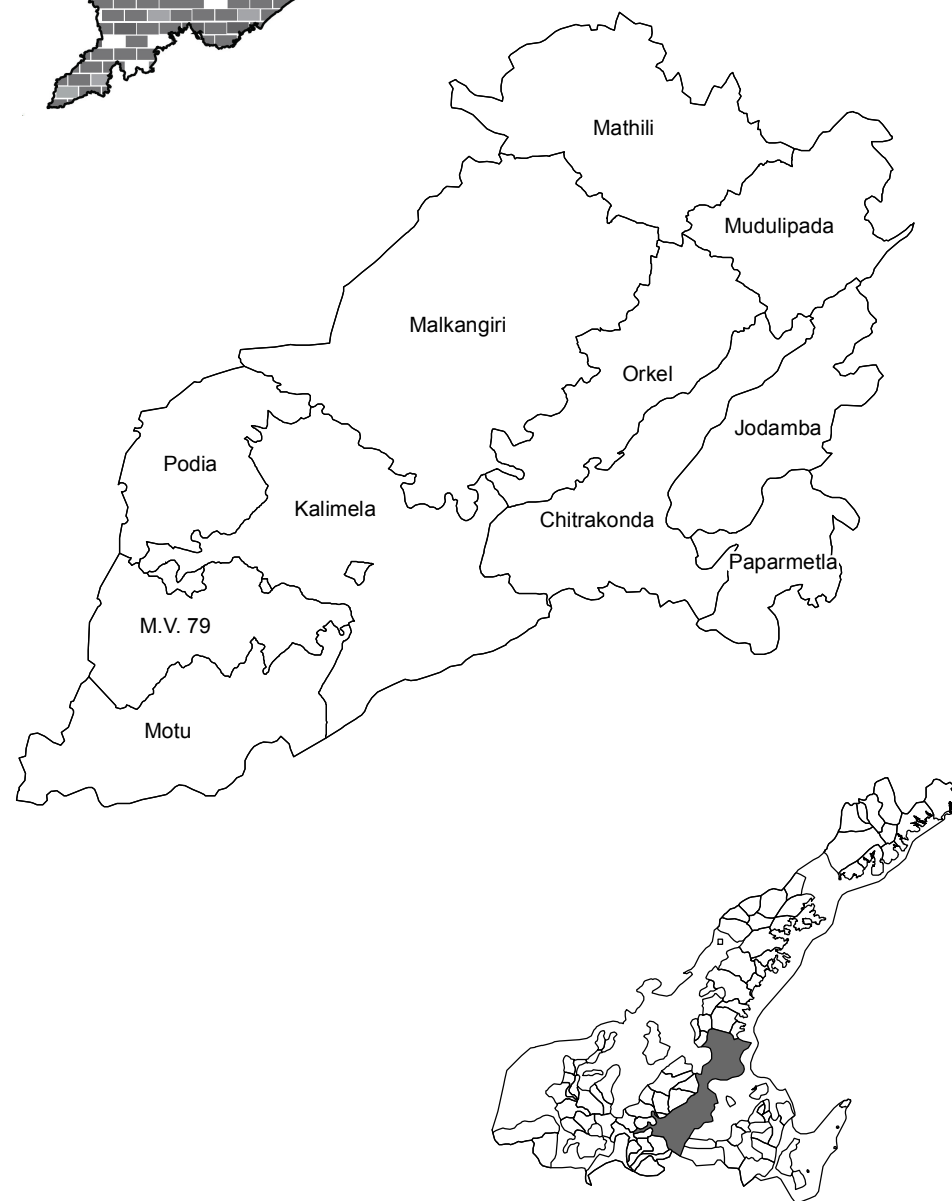 Mathili
Mudulipada
Malkangiri
Orkel
Jodamba
Podia
Kalimela
Chitrakonda
Paparmetla
M.V. 79
Motu